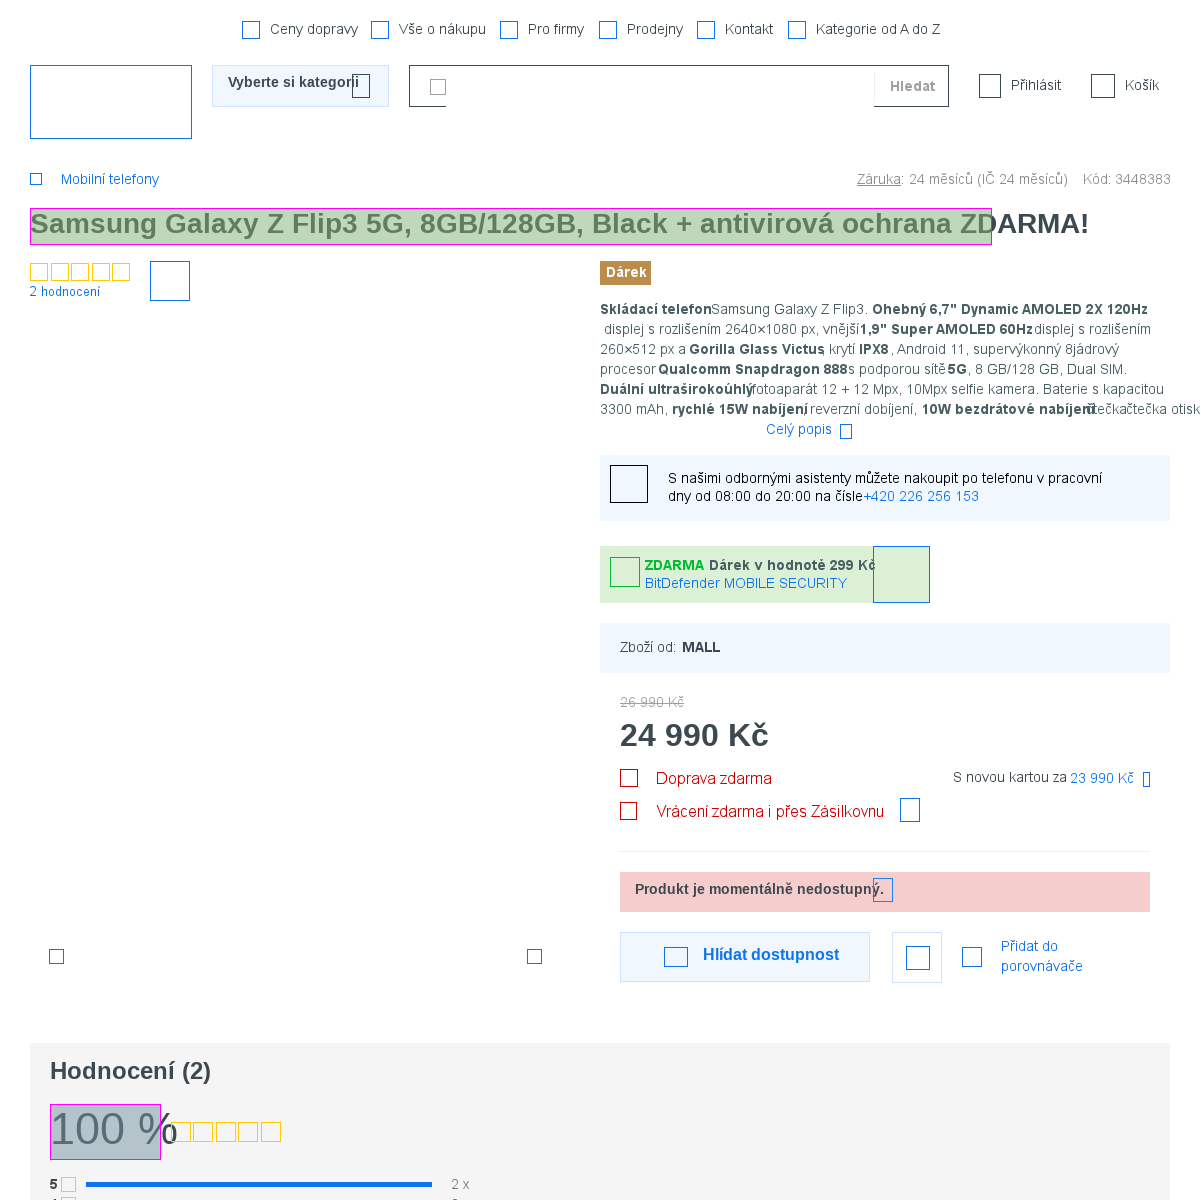 Ceny dopravy Vše o nákupu Pro firmy Prodejny Kontakt Kategorie od A do Z
Vyberte si kategorii Hledat Přihlásit Košík
Mobilní telefony Záruka: 24 měsíců (IČ 24 měsíců) Kód: 3448383
Samsung Galaxy Z Flip3 5G, 8GB/128GB, Black + antivirová ochrana ZDARMA!
2 hodnocení
Dárek
Skládací telefon Samsung Galaxy Z Flip3. Ohebný 6,7" Dynamic AMOLED 2X 120Hz
displej s rozlišením 2640×1080 px, vnější 1,9" Super AMOLED 60Hz displej s rozlišením
260×512 px a Gorilla Glass Victus, krytí IPX8, Android 11, supervýkonný 8jádrový
procesor Qualcomm Snapdragon 888 s podporou sítě 5G, 8 GB/128 GB, Dual SIM.
Duální ultraširokoúhlý fotoaparát 12 + 12 Mpx, 10Mpx selfie kamera. Baterie s kapacitou
3300 mAh, rychlé 15W nabíjení, reverzní dobíjení, 10W bezdrátové nabíjení. čtečka čtečka otisk
Celý popis
S našimi odbornými asistenty můžete nakoupit po telefonu v pracovní
dny od 08:00 do 20:00 na čísle +420 226 256 153
ZDARMA Dárek v hodnotě 299 Kč
BitDefender MOBILE SECURITY
Zboží od: MALL
26 990 Kč
24 990 Kč
Doprava zdarma S novou kartou za 23 990 Kč
Vrácení zdarma i přes Zásilkovnu
Produkt je momentálně nedostupný.
Hlídat dostupnost Přidat do
porovnávače
Hodnocení (2)
100 %
5 2 x